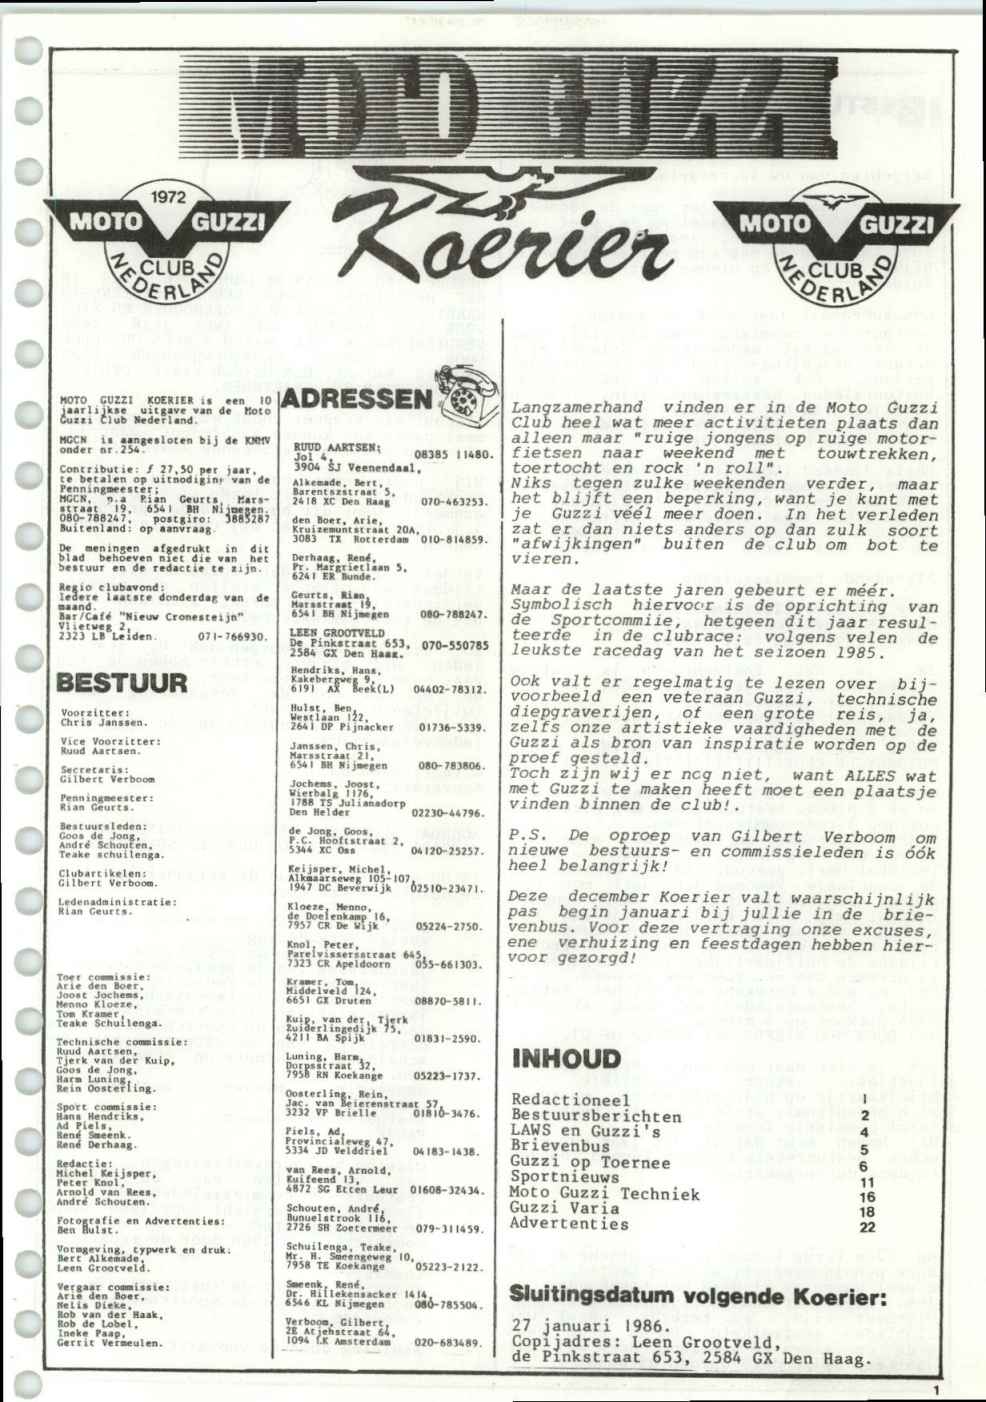 MOTO GUZZI
Koerier
1972
MOTO GUZZI
CLUB
NEDERLAND
MOTO GUZZI
CLUB
NEDERLAND
MOTO GUZZI KOERIER is een 10
jaarlijkse uitgave van de Moto
Guzzi Club Nederland.
MGCN is aangesloten bij de KNMV
onder nr.254.
Contributie: ƒ 27,50 per jaar,
te betalen op uitnodiging van de
Penningmeester;
MGCN, p.a Rian Geurts, Mars-
straat 19, 6541 BH Nijmegen.
080-788247, postgiro: 3885287
Buitenland: op aanvraag.
De meningen afgedrukt in dit
blad behoeven niet die van het
bestuur en de redactie te zijn.
Regio clubavond:
Iedere laatste donderdag van de
maand.
Bar/Café "Nieuw Cronesteijn"
Vlietweg 2,
2323 LB Leiden. 071-766930.
BESTUUR
Voorzitter:
Chris Janssen.
Vice Voorzitter:
Ruud Aartsen.
Secretaris:
Gilbert Verboom
Penningmeester:
Rian Geurts.
Bestuursleden:
Goos de Jong,
André Schouten,
Teake schuilenga.
Clubartikelen:
Gilbert Verboom.
Ledenadministratie:
Rian Geurts.
Toer commissie:
Arie den Boer,
Joost Jochems,
Menno Kloeze,
Tom Kramer,
Teake Schuilenga.
Technische commissie:
Ruud Aartsen,
Tjerk van der Kuip,
Goos de Jong,
Harm Luning,
Rein Oosterling.
Sport commissie:
Hans Hendriks,
Ad Piels,
René Smeenk.
René Derhaag.
Redactie:
Michel Keijsper,
Peter Knol,
Arnold van Rees,
André Schouten.
Fotografie en Advertenties:
Ben Hulst.
Vormgeving, typwerk en druk:
Bert Alkemade,
Leen Grootveld.
Vergaar commissie:
Arie den Boer,
Nelis Dieke,
Rob van der Haak,
Rob de Lobel,
Ineke Paap,
Gerrit Vermeulen.
ADRESSEN
RUUD AARTSEN;
Jol 4, 08385 11480.
3904 SJ Veenendaal,
Alkemade, Bert,
Barentszstraat 5,
2418 XC Den Haag 070-463253.
den Boer, Arie,
Kruizemuntstraat 20A,
3083 TX Rotterdam 010-814859.
Derhaag, René,
Pr. Margrietlaan 5,
6241 ER Bunde.
Geurts, Rian,
Marsstraat 19,
6541 BH Nijmegen 080-788247.
LEEN GROOTVELD
De Pinkstraat 653, 070-550785
2584 GX Den Haag.
Hendriks, Hans,
Kakebergweg 9,
6191 AX Beek(L) 04402-78312.
Hulst, Ben,
Westlaan 122,
2641 DP Pijnacker 01736-5339.
Janssen, Chris,
Marsstraat 21,
6541 BH Nijmegen 080-783806.
Jochems, Joost,
Wierbalg 1176,
1788 TS Julianadorp
Den Helder 02230-44796.
de Jong, Goos,
P.C. Hooftstraat 2,
5344 XC Oss 04120-25257.
Keijsper, Michel,
Alkmaarseweg 105-107,
1947 DC Beverwijk 02510-23471.
Kloeze, Menno,
de Doelenkamp 16,
7957 CR De Wijk 05224-2750.
Knol, Peter,
Parelvissersstraat 645,
7323 CR Apeldoorn 055-661303.
Kramer, Tom,
Middelveld 124,
6651 GX Druten 08870-5811.
Kuip, van der, Tjerk
Zuiderlingedijk 75,
4211 BA Spijk 01831-2590.
Luning, Harm,
Dorpsstraat 32,
7958 RN Koekange 05223-1737.
Oosterling, Rein,
Jac. van Beierenstraat 57,
3232 VP Brielle 01810-3476.
Piels, Ad,
Provincialeweg 47,
5334 JD Velddriel 04183-1438.
van Rees, Arnold,
Kuifeend 13,
4872 SG Etten Leur 01608-32434.
Schouten, André,
Bunuelstrook 116,
2726 SH Zoetermeer 079-311459.
Schuilenga, Teake,
Mr. H. Smeengeweg 10,
7958 TE Koekange 05223-2122.
Smeenk, René,
Dr. Hillekensacker 1414,
6546 KL Nijmegen 080-785504.
Verboom, Gilbert,
2E Atjehstraat 64,
1094 LK Amsterdam 020-683489.
Langzamerhand vinden er in de Moto Guzzi
Club heel wat meer activitieten plaats dan
alleen maar "ruige jongens op ruige motor-
fietsen naar weekend met touwtrekken,
toertocht en rock 'n roll".
Niks tegen zulke weekenden verder, maar
het blijft een beperking, want je kunt met
je Guzzi véél meer doen. In het verleden
zat er dan niets anders op dan zulk soort
"afwijkingen" buiten de club om bot te
vieren.
Maar de laatste jaren gebeurt er méér.
Symbolisch hiervoor is de oprichting van
de Sportcommiie, hetgeen dit jaar resul-
teerde in de clubrace: volgens velen de
leukste racedag van het seizoen 1985.
Ook valt er regelmatig te lezen over bij-
voorbeeld een veteraan Guzzi, technische
diepgraverijen, of een grote reis, ja,
zelfs onze artistieke vaardigheden met de
Guzzi als bron van inspiratie worden op de
proef gesteld.
Toch zijn wij er nog niet, want ALLES wat
met Guzzi te maken heeft moet een plaatsje
vinden binnen de club!.
P.S. De oproep van Gilbert Verboom om
nieuwe bestuurs- en commissieleden is óók
heel belangrijk!
Deze december Koerier valt waarschijnlijk
pas begin januari bij jullie in de brie-
venbus. Voor deze vertraging onze excuses,
ene verhuizing en feestdagen hebben hier-
voor gezorgd!
INHOUD
Redactioneel 1
Bestuursberichten 2
LAWS en Guzzi's 4
Brievenbus 5
Guzzi op Toernee 6
Sportnieuws 11
Moto Guzzi Techniek 16
Guzzi Varia 18
Advertenties 22
Sluitingsdatum volgende Koerier:
27 januari 1986.
Copijadres: Leen Grootveld,
de Pinkstraat 653, 2584 GX Den Haag.
1